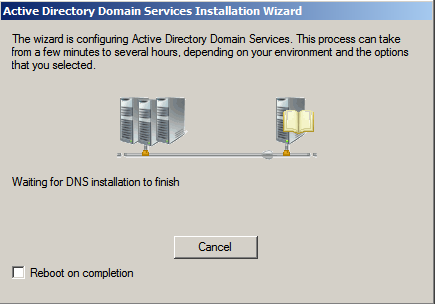 Active Directory Domain Services Installation Wizard
The wizard is configuring Active Directory Domain Services. This process can take
from a few minutes to several hours, depending on your environment and the options
that you selected.
Waiting for DNS installation to finish
Cancel
Reboot on completion